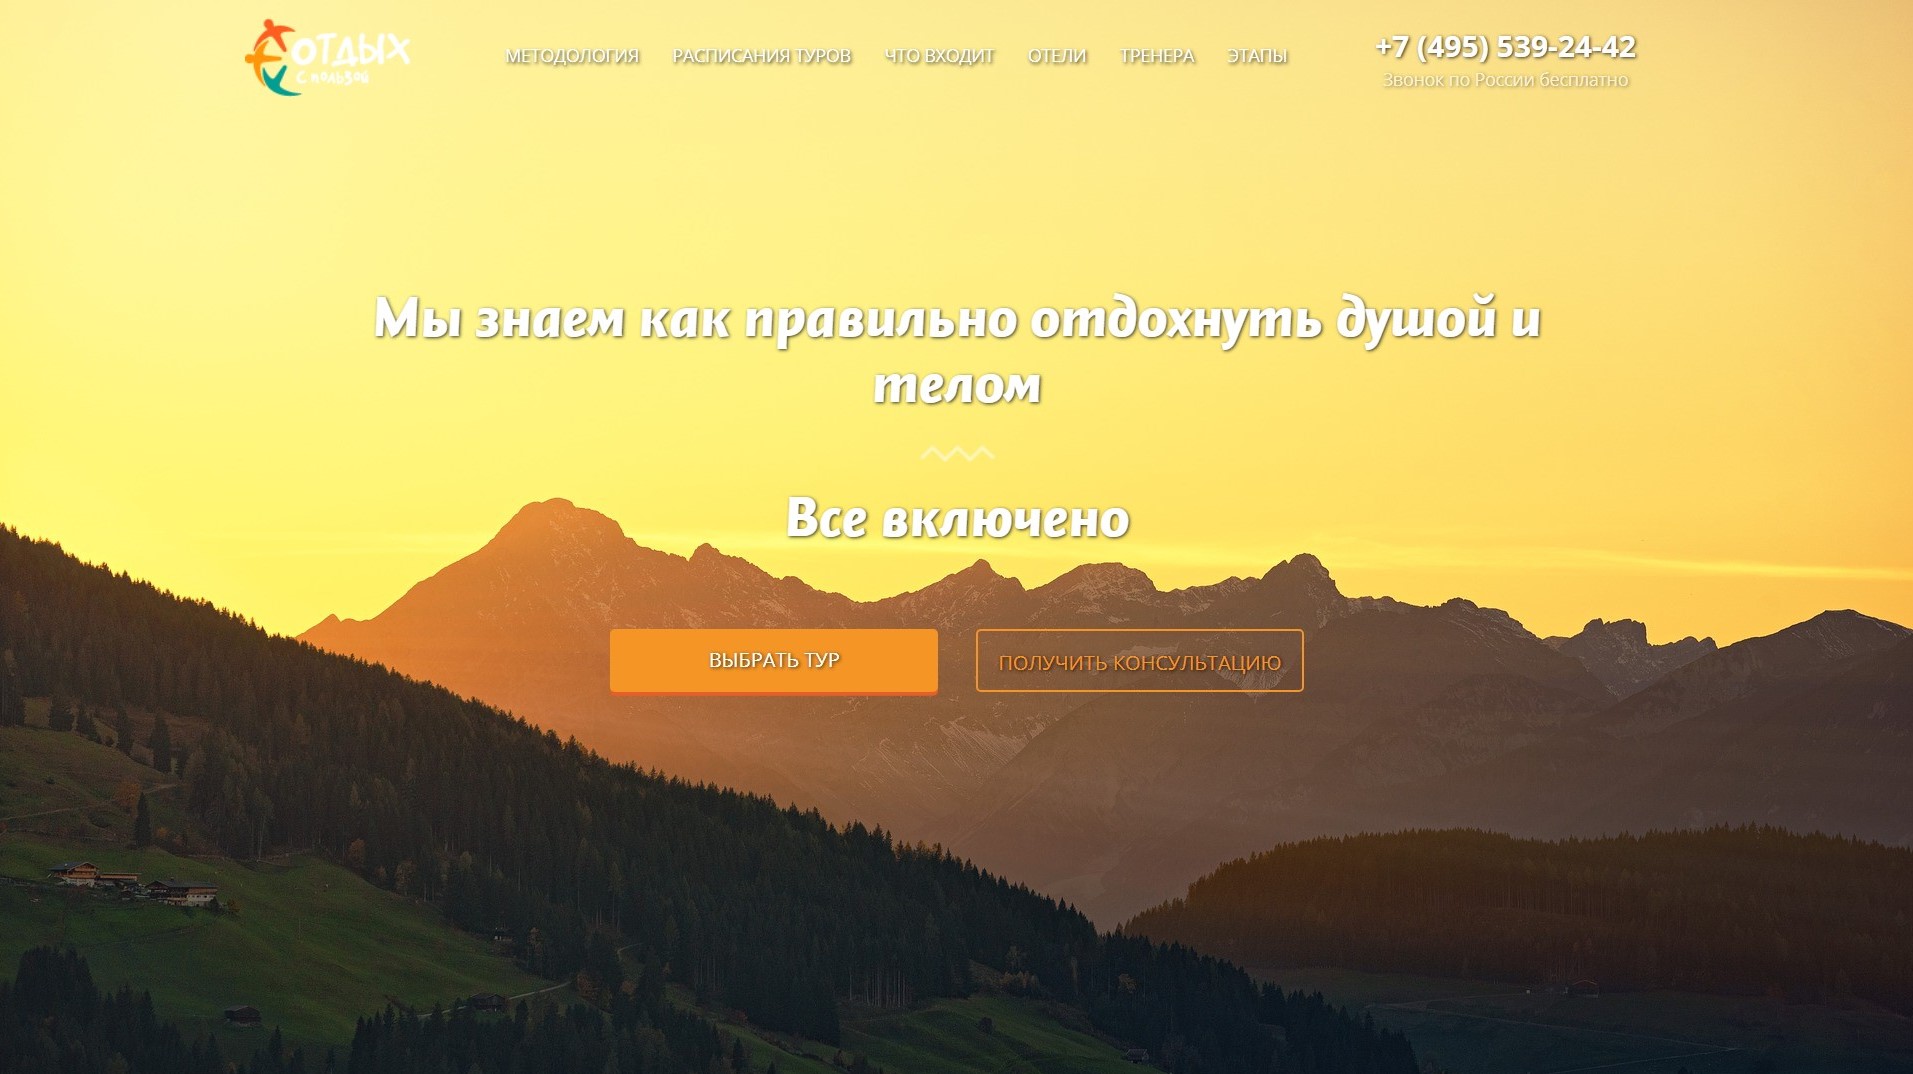 отдых
с пользой
МЕТОДОЛОГИЯ РАСПИСАНИЯ ТУРОВ ЧТО ВХОДИТ ОТЕЛИ ТРЕНЕРА ЭТАПЫ
+7 (495) 539-24-42
Звонок по России бесплатно
Мы знаем как правильно отдохнуть душой и
телом
Все включено
ВЫБРАТЬ ТУР
ПОЛУЧИТЬ КОНСУЛЬТАЦИЮ